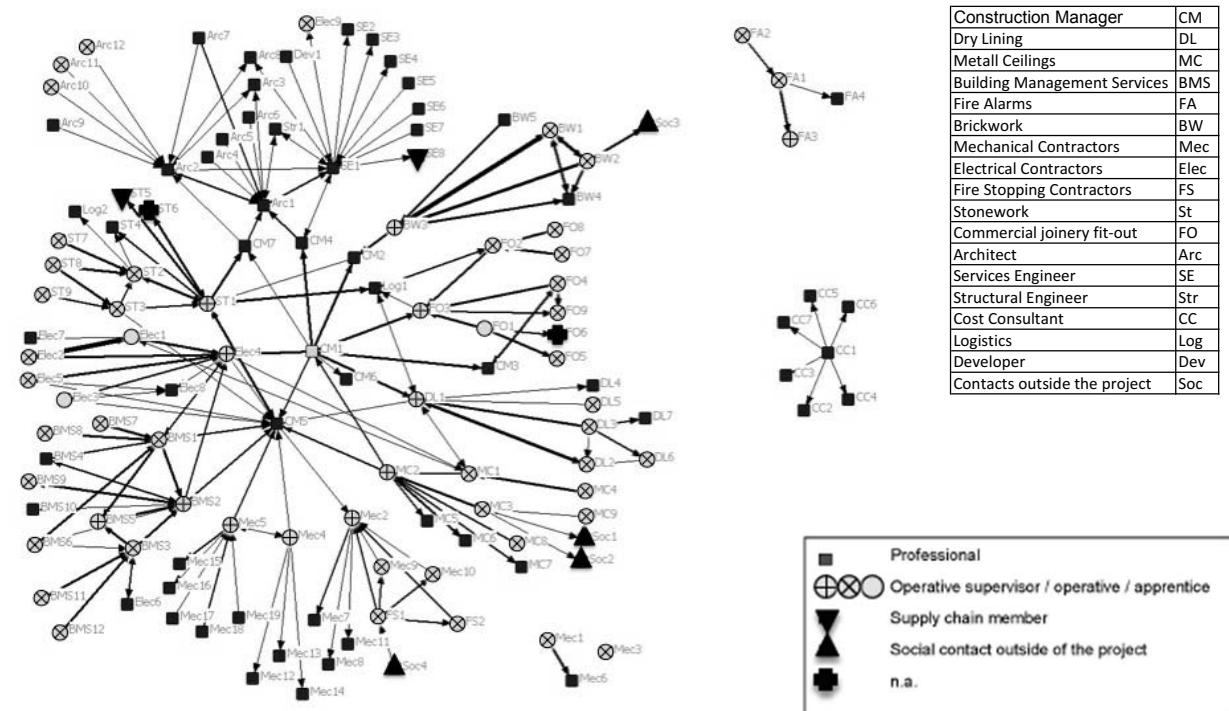 Arc12
Arc11
Arc10
Arc9
Arc7
Arc8
Arc3
Arc6
Arc5
Arc4
Str1
Dev1
Elec9
SE2
SE3
SE4
SE5
SE6
SE7
SE8
SE1
Arc2
Arc1
BW5
BW1
BW2
Soc3
BW4
BW3
FA2
FA1
FA4
FA3
ST5
ST6
Log2
ST4
ST7
ST8
ST9
ST2
ST3
ST1
CM7
CM4
CM2
Log1
FO2
FO8
FO7
FO4
FO9
FO3
FO1
FO6
FO5
CM1
CM3
CM6
CM5
Elec7
Elec1
Elec2
Elec4
Elec5
Elec3
Elec8
DL1
DL4
DL5
DL3
DL7
DL2
DL6
CC5
CC6
CC7
CC1
CC3
CC2
CC4
BMS7
BMS8
BMS1
BMS4
BMS9
BMS10
BMS2
BMS5
BMS6
BMS3
BMS11
BMS12
Elec6
MC2
MC1
MC4
MC3
MC9
MC5
MC6
MC8
MC7
Soc1
Soc2
Mec5
Mec4
Mec2
Mec15
Mec16
Mec17
Mec18
Mec19
Mec13
Mec12
Mec14
Mec7
Mec11
Mec8
Mec9
Mec10
FS1
FS2
Soc4
Mec1
Mec3
Mec6
Construction Manager CM
Dry Lining DL
Metall Ceilings MC
Building Management Services BMS
Fire Alarms FA
Brickwork BW
Mechanical Contractors Mec
Electrical Contractors Elec
Fire Stopping Contractors FS
Stonework St
Commercial joinery fit-out FO
Architect Arc
Services Engineer SE
Structural Engineer Str
Cost Consultant CC
Logistics Log
Developer Dev
Contacts outside the project Soc
Professional
Operative supervisor / operative / apprentice
Supply chain member
Social contact outside of the project
n.a.